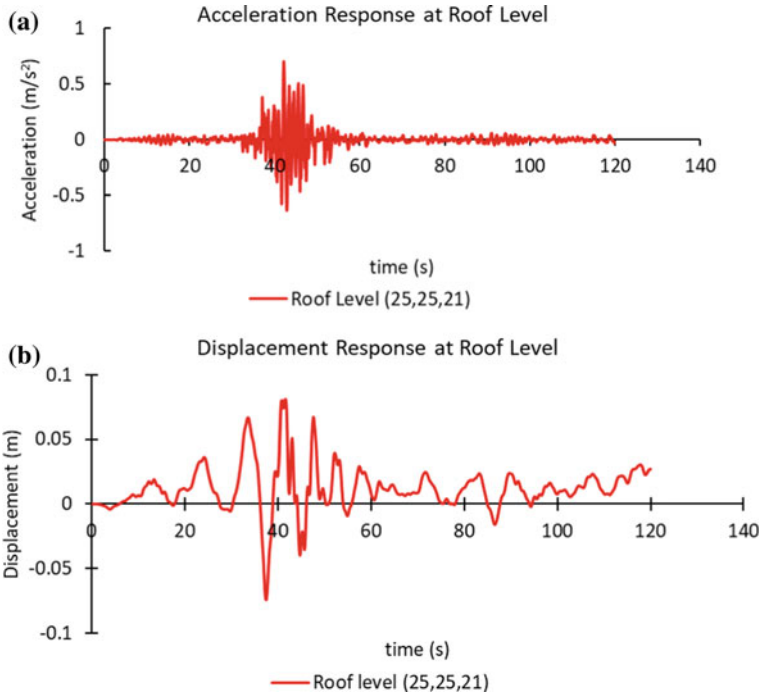 (a)
Acceleration Response at Roof Level
1
0.5
0
-0.5
-1
Acceleration (m/s²)
0 20 40 60 80 100 120 140
time (s)
Roof Level (25,25,21)
(b)
Displacement Response at Roof Level
0.1
0.05
0
-0.05
-0.1
Displacement (m)
0 20 40 60 80 100 120 140
time (s)
Roof level (25,25,21)